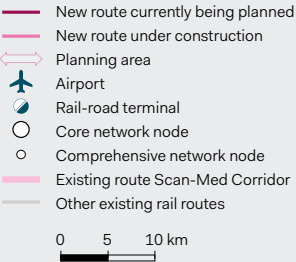 New route currently being planned
New route under construction
Planning area
Airport
Rail-road terminal
Core network node
Comprehensive network node
Existing route Scan-Med Corridor
Other existing rail routes
0 5 10 km